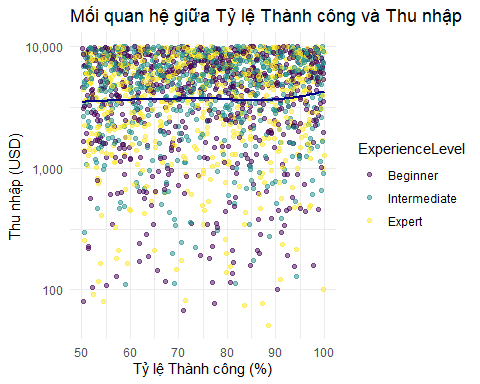 Mối quan hệ giữa Tỷ lệ Thành công và Thu nhập
10,000
1,000
100
Thu nhập (USD)
50
60
70
80
90
100
Tỷ lệ Thành công (%)
ExperienceLevel
Beginner
Intermediate
Expert